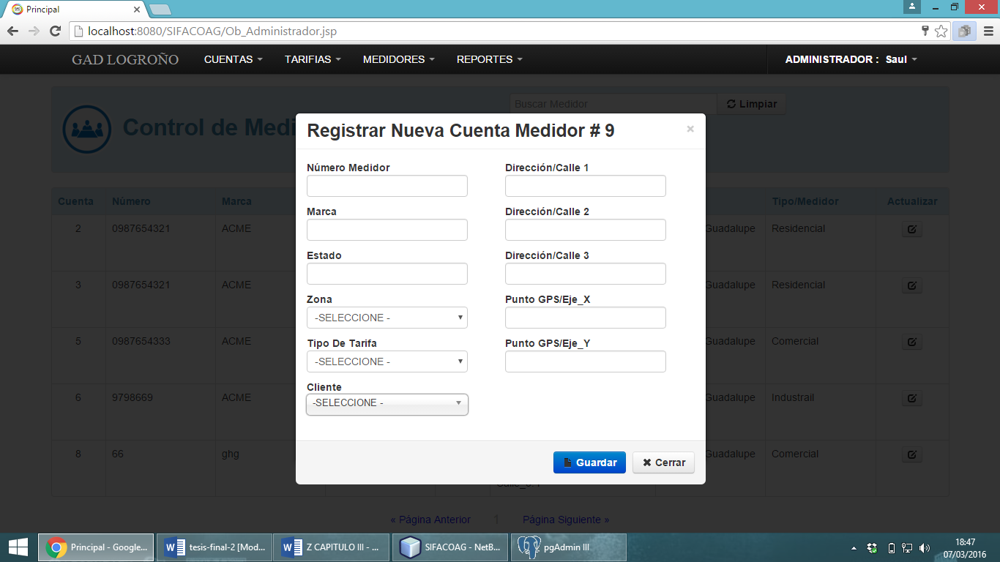 Principal
localhost:8080/SIFACOAG/Ob_Administrador.jsp
GAD LOGROÑO CUENTAS TARIFIAS MEDIDORES REPORTES ADMINISTRADOR : Saul
Buscar Medidor Limpiar
Control de Medi
Registrar Nueva Cuenta Medidor # 9 ×
Número Medidor Dirección/Calle 1
Marca Dirección/Calle 2
Estado Dirección/Calle 3
Zona Punto GPS/Eje_X
-SELECCIONE -
Tipo De Tarifa Punto GPS/Eje_Y
-SELECCIONE -
Cliente
-SELECCIONE -
Guardar Cerrar
Cuenta Número Marca Tipo/Medidor Actualizar
2 0987654321 ACME Guadalupe Residencial
3 0987654321 ACME Guadalupe Residencial
5 0987654333 ACME Guadalupe Comercial
6 9798669 ACME Guadalupe Industrail
8 66 ghg Guadalupe Comercial
« Página Anterior 1 Página Siguiente »
Principal - Google... tesis-final-2 [Mod... Z CAPITULO III - ... SIFACOAG - NetB... pgAdmin III
18:47
07/03/2016